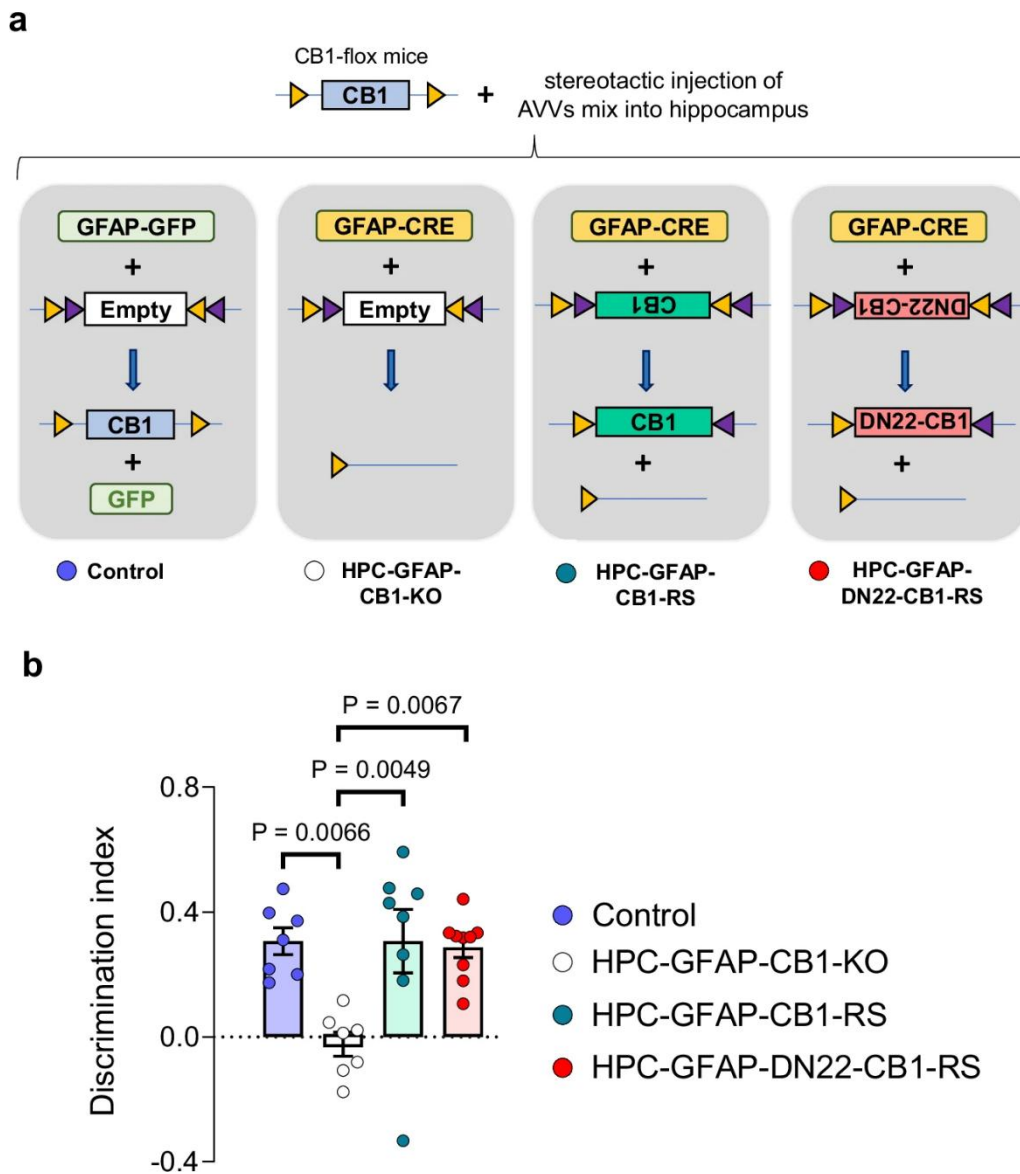 a
CB1-flox mice
CB1
+
stereotactic injection of
AVVs mix into hippocampus
GFAP-GFP
GFAP-CRE
GFAP-CRE
GFAP-CRE
+
+
+
+
Empty
Empty
CB1
DN22-CB1
CB1
CB1
DN22-CB1
+
+
+
GFP
Control
HPC-GFAP-
CB1-KO
HPC-GFAP-
CB1-RS
HPC-GFAP-
DN22-CB1-RS
b
P = 0.0067
P = 0.0049
P = 0.0066
0.8
0.4
0.0
-0.4
Discrimination index
Control
HPC-GFAP-CB1-KO
HPC-GFAP-CB1-RS
HPC-GFAP-DN22-CB1-RS